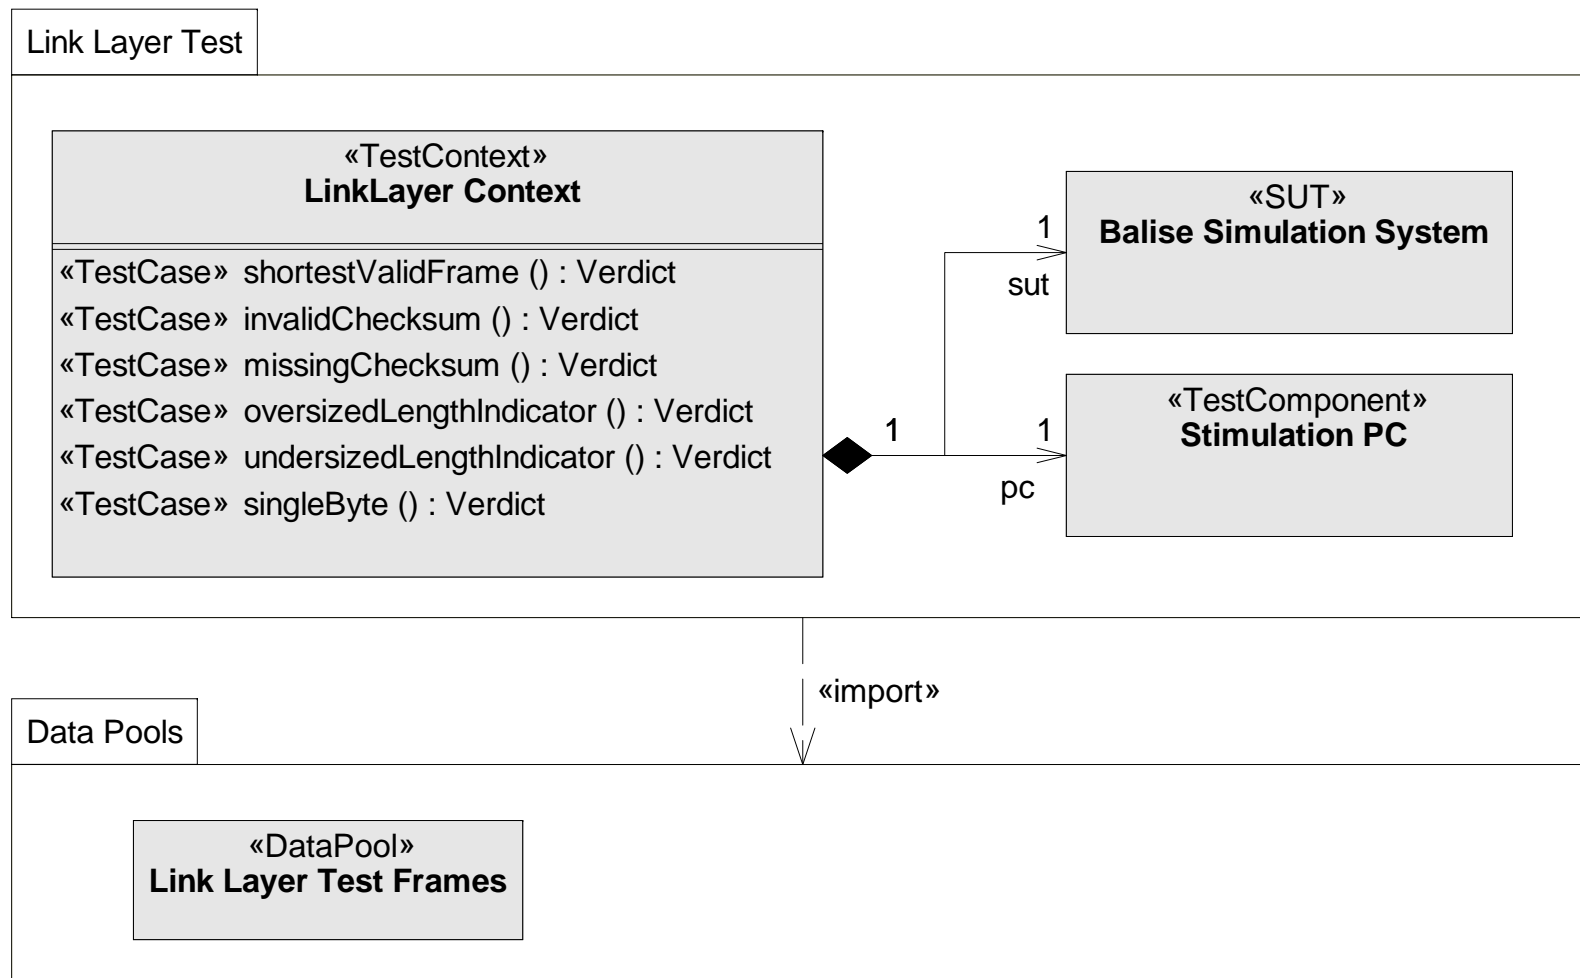 Link Layer Test
«TestContext»
LinkLayer Context
«TestCase» shortestValidFrame () : Verdict
«TestCase» invalidChecksum () : Verdict
«TestCase» missingChecksum () : Verdict
«TestCase» oversizedLengthIndicator () : Verdict
«TestCase» undersizedLengthIndicator () : Verdict
«TestCase» singleByte () : Verdict
1
1
sut
«SUT»
Balise Simulation System
1
pc
«TestComponent»
Stimulation PC
«import»
Data Pools
«DataPool»
Link Layer Test Frames